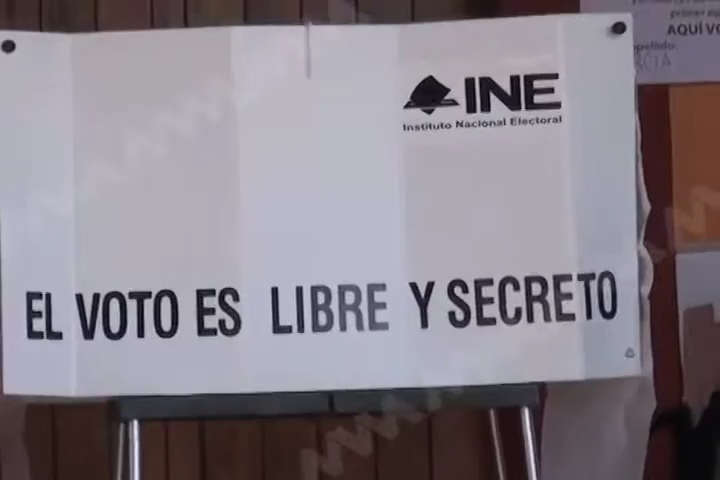 INE
Instituto Nacional Electoral
EL VOTO ES LIBRE Y SECRETO
AQUÍ